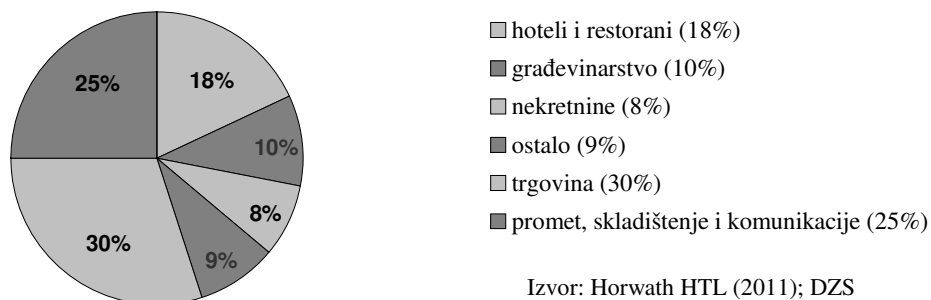 25%
18%
10%
8%
9%
30%
hoteli i restorani (18%)
građevinarstvo (10%)
nekretnine (8%)
ostalo (9%)
trgovina (30%)
promet, skladištenje i komunikacije (25%)
Izvor: Horwath HTL (2011); DZS